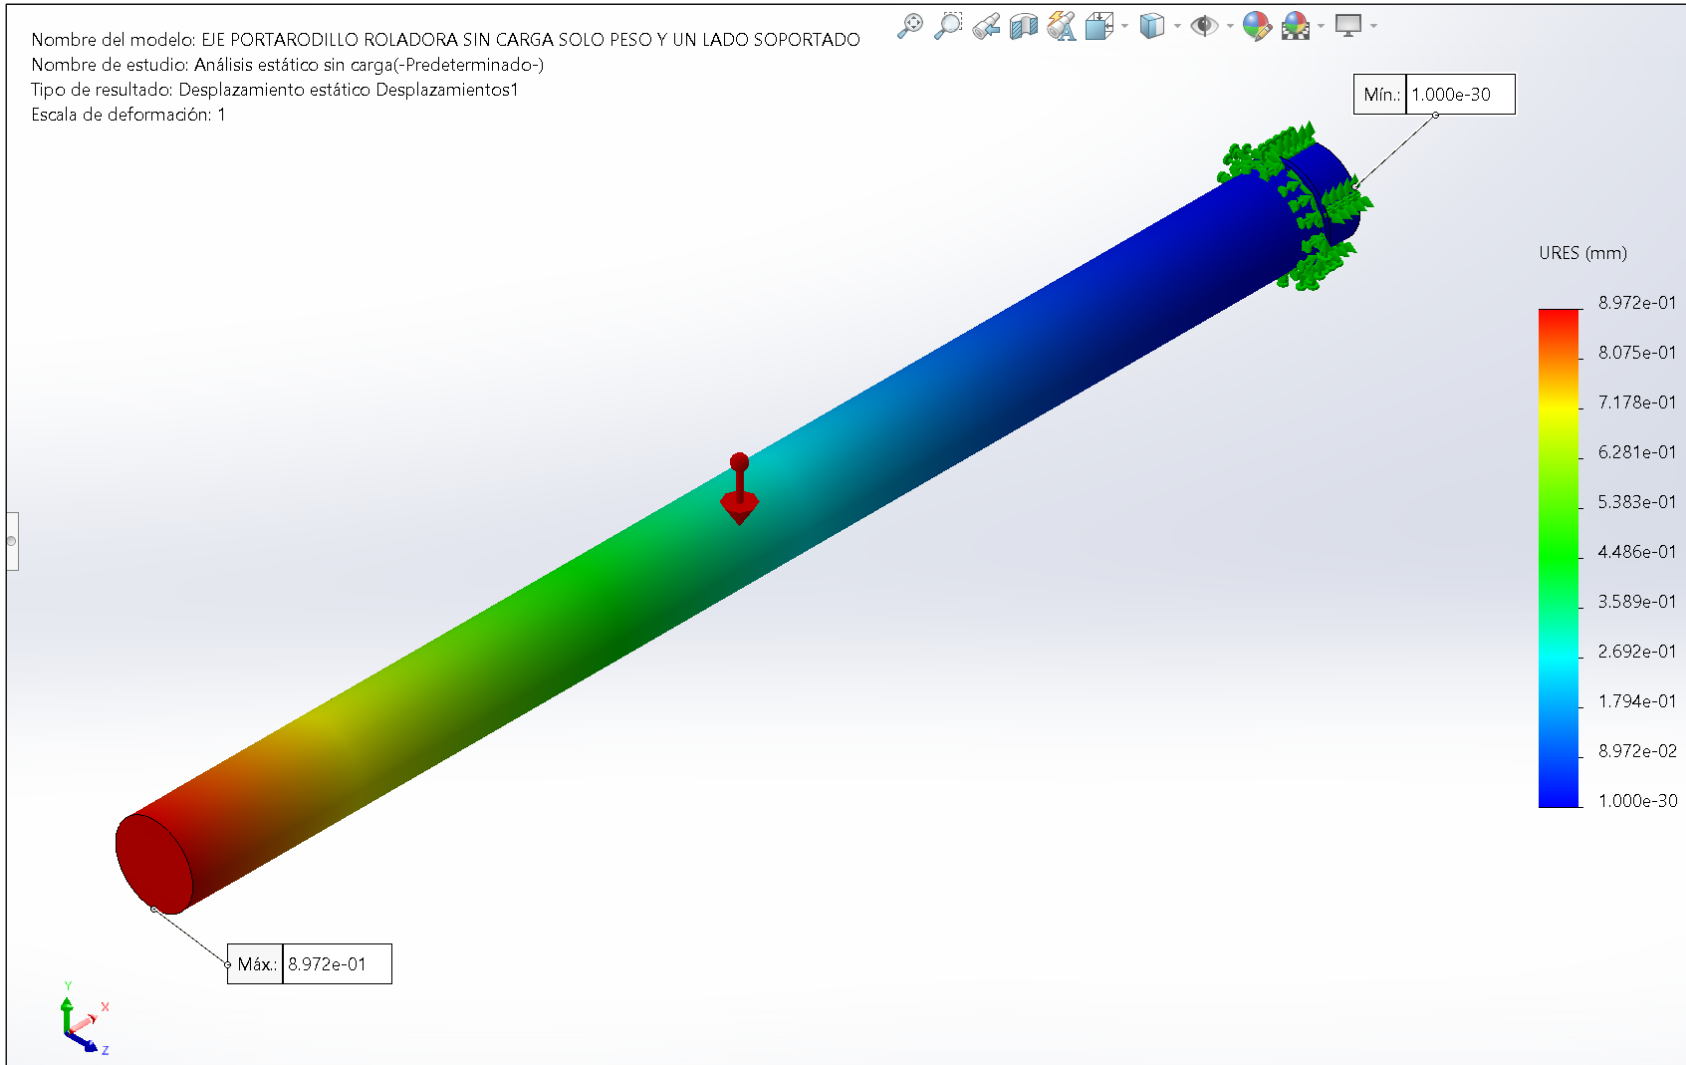 Nombre del modelo: EJE PORTARODILLO ROLADORA SIN CARGA SOLO PESO Y UN LADO SOPORTADO
Nombre de estudio: Análisis estático sin carga(-Predeterminado-)
Tipo de resultado: Desplazamiento estático Desplazamientos1
Escala de deformación: 1
Mín.: 1.000e-30
URES (mm)
8.972e-01
8.075e-01
7.178e-01
6.281e-01
5.383e-01
4.486e-01
3.589e-01
2.692e-01
1.794e-01
8.972e-02
1.000e-30
Máx.: 8.972e-01
Y
X
Z